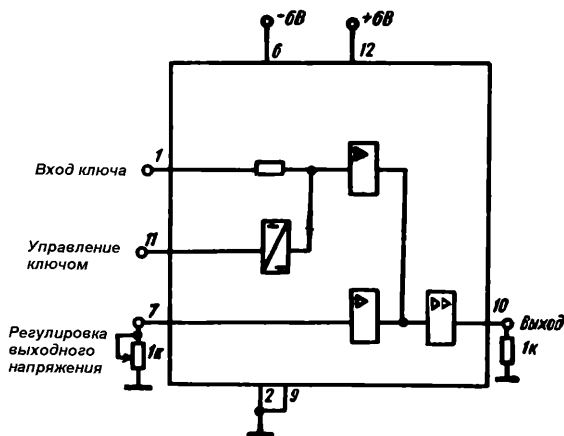 -6В
+6В
6
12
1
Вход ключа
11
Управление
ключом
7
10
Выход
Регулировка
выходного
напряжения
1к
1к
2
9